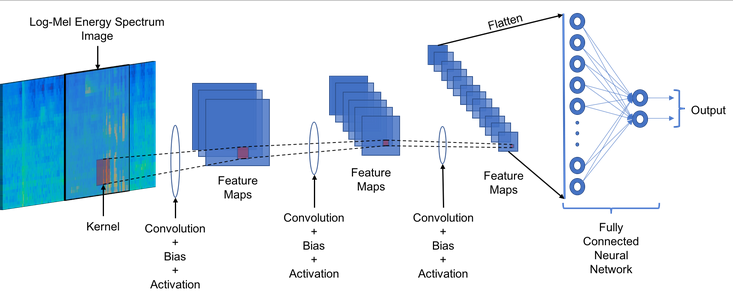 Log-Mel Energy Spectrum
Image
Kernel
Convolution
+
Bias
+
Activation
Feature
Maps
Convolution
+
Bias
+
Activation
Feature
Maps
Convolution
+
Bias
+
Activation
Feature
Maps
Flatten
Fully
Connected
Neural
Network
Output